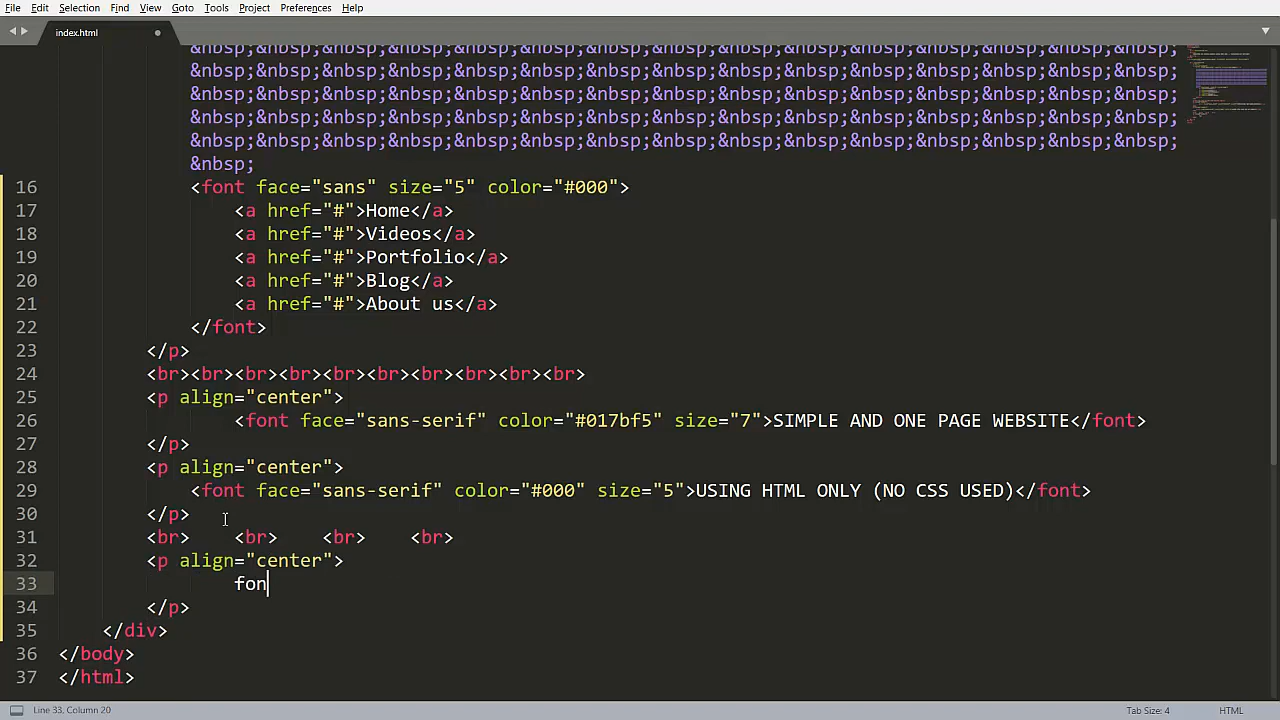 File Edit Selection Find View Goto Tools Project Preferences Help
index.html
&nbsp;&nbsp;&nbsp;&nbsp;&nbsp;&nbsp;&nbsp;&nbsp;&nbsp;&nbsp;&nbsp;&nbsp;&nbsp;&nbsp;&nbsp;
&nbsp;&nbsp;&nbsp;&nbsp;&nbsp;&nbsp;&nbsp;&nbsp;&nbsp;&nbsp;&nbsp;&nbsp;&nbsp;&nbsp;&nbsp;
&nbsp;&nbsp;&nbsp;&nbsp;&nbsp;&nbsp;&nbsp;&nbsp;&nbsp;&nbsp;&nbsp;&nbsp;&nbsp;&nbsp;&nbsp;
&nbsp;&nbsp;&nbsp;&nbsp;&nbsp;&nbsp;&nbsp;&nbsp;&nbsp;&nbsp;&nbsp;&nbsp;&nbsp;&nbsp;&nbsp;
&nbsp;&nbsp;&nbsp;&nbsp;&nbsp;&nbsp;&nbsp;&nbsp;&nbsp;&nbsp;&nbsp;&nbsp;&nbsp;&nbsp;&nbsp;
&nbsp;
16 <font face="sans" size="5" color="#000">
17 <a href="#">Home</a>
18 <a href="#">Videos</a>
19 <a href="#">Portfolio</a>
20 <a href="#">Blog</a>
21 <a href="#">About us</a>
22 </font>
23 </p>
24 <br><br><br><br><br><br><br><br><br><br>
25 <p align="center">
26 <font face="sans-serif" color="#017bf5" size="7">SIMPLE AND ONE PAGE WEBSITE</font>
27 </p>
28 <p align="center">
29 <font face="sans-serif" color="#000" size="5">USING HTML ONLY (NO CSS USED)</font>
30 </p>
31 <br> <br> <br> <br>
32 <p align="center">
33 fon
34 </p>
35 </div>
36 </body>
37 </html>
Line 33, Column 20 Tab Size: 4 HTML